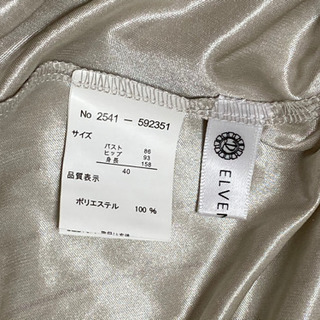 No 2541 － 592351
サイズ
バスト 86
ヒップ 93
身長 158
40
品質表示
ポリエステル 100 %
ELVEN